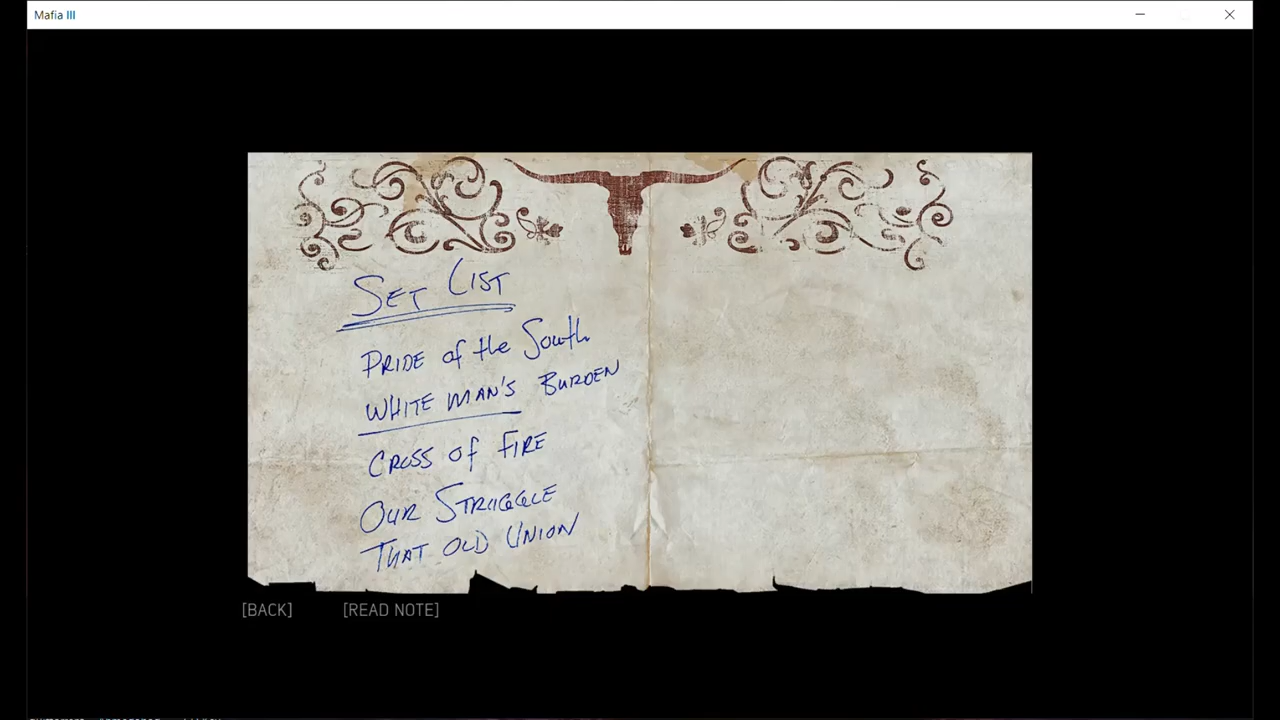 Mafia III
SET LIST
PRIDE of the South
WHITE MAN'S BURDEN
CROSS of FIRE
OUR STRUGGLE
THAT OLD UNION
[BACK] [READ NOTE]